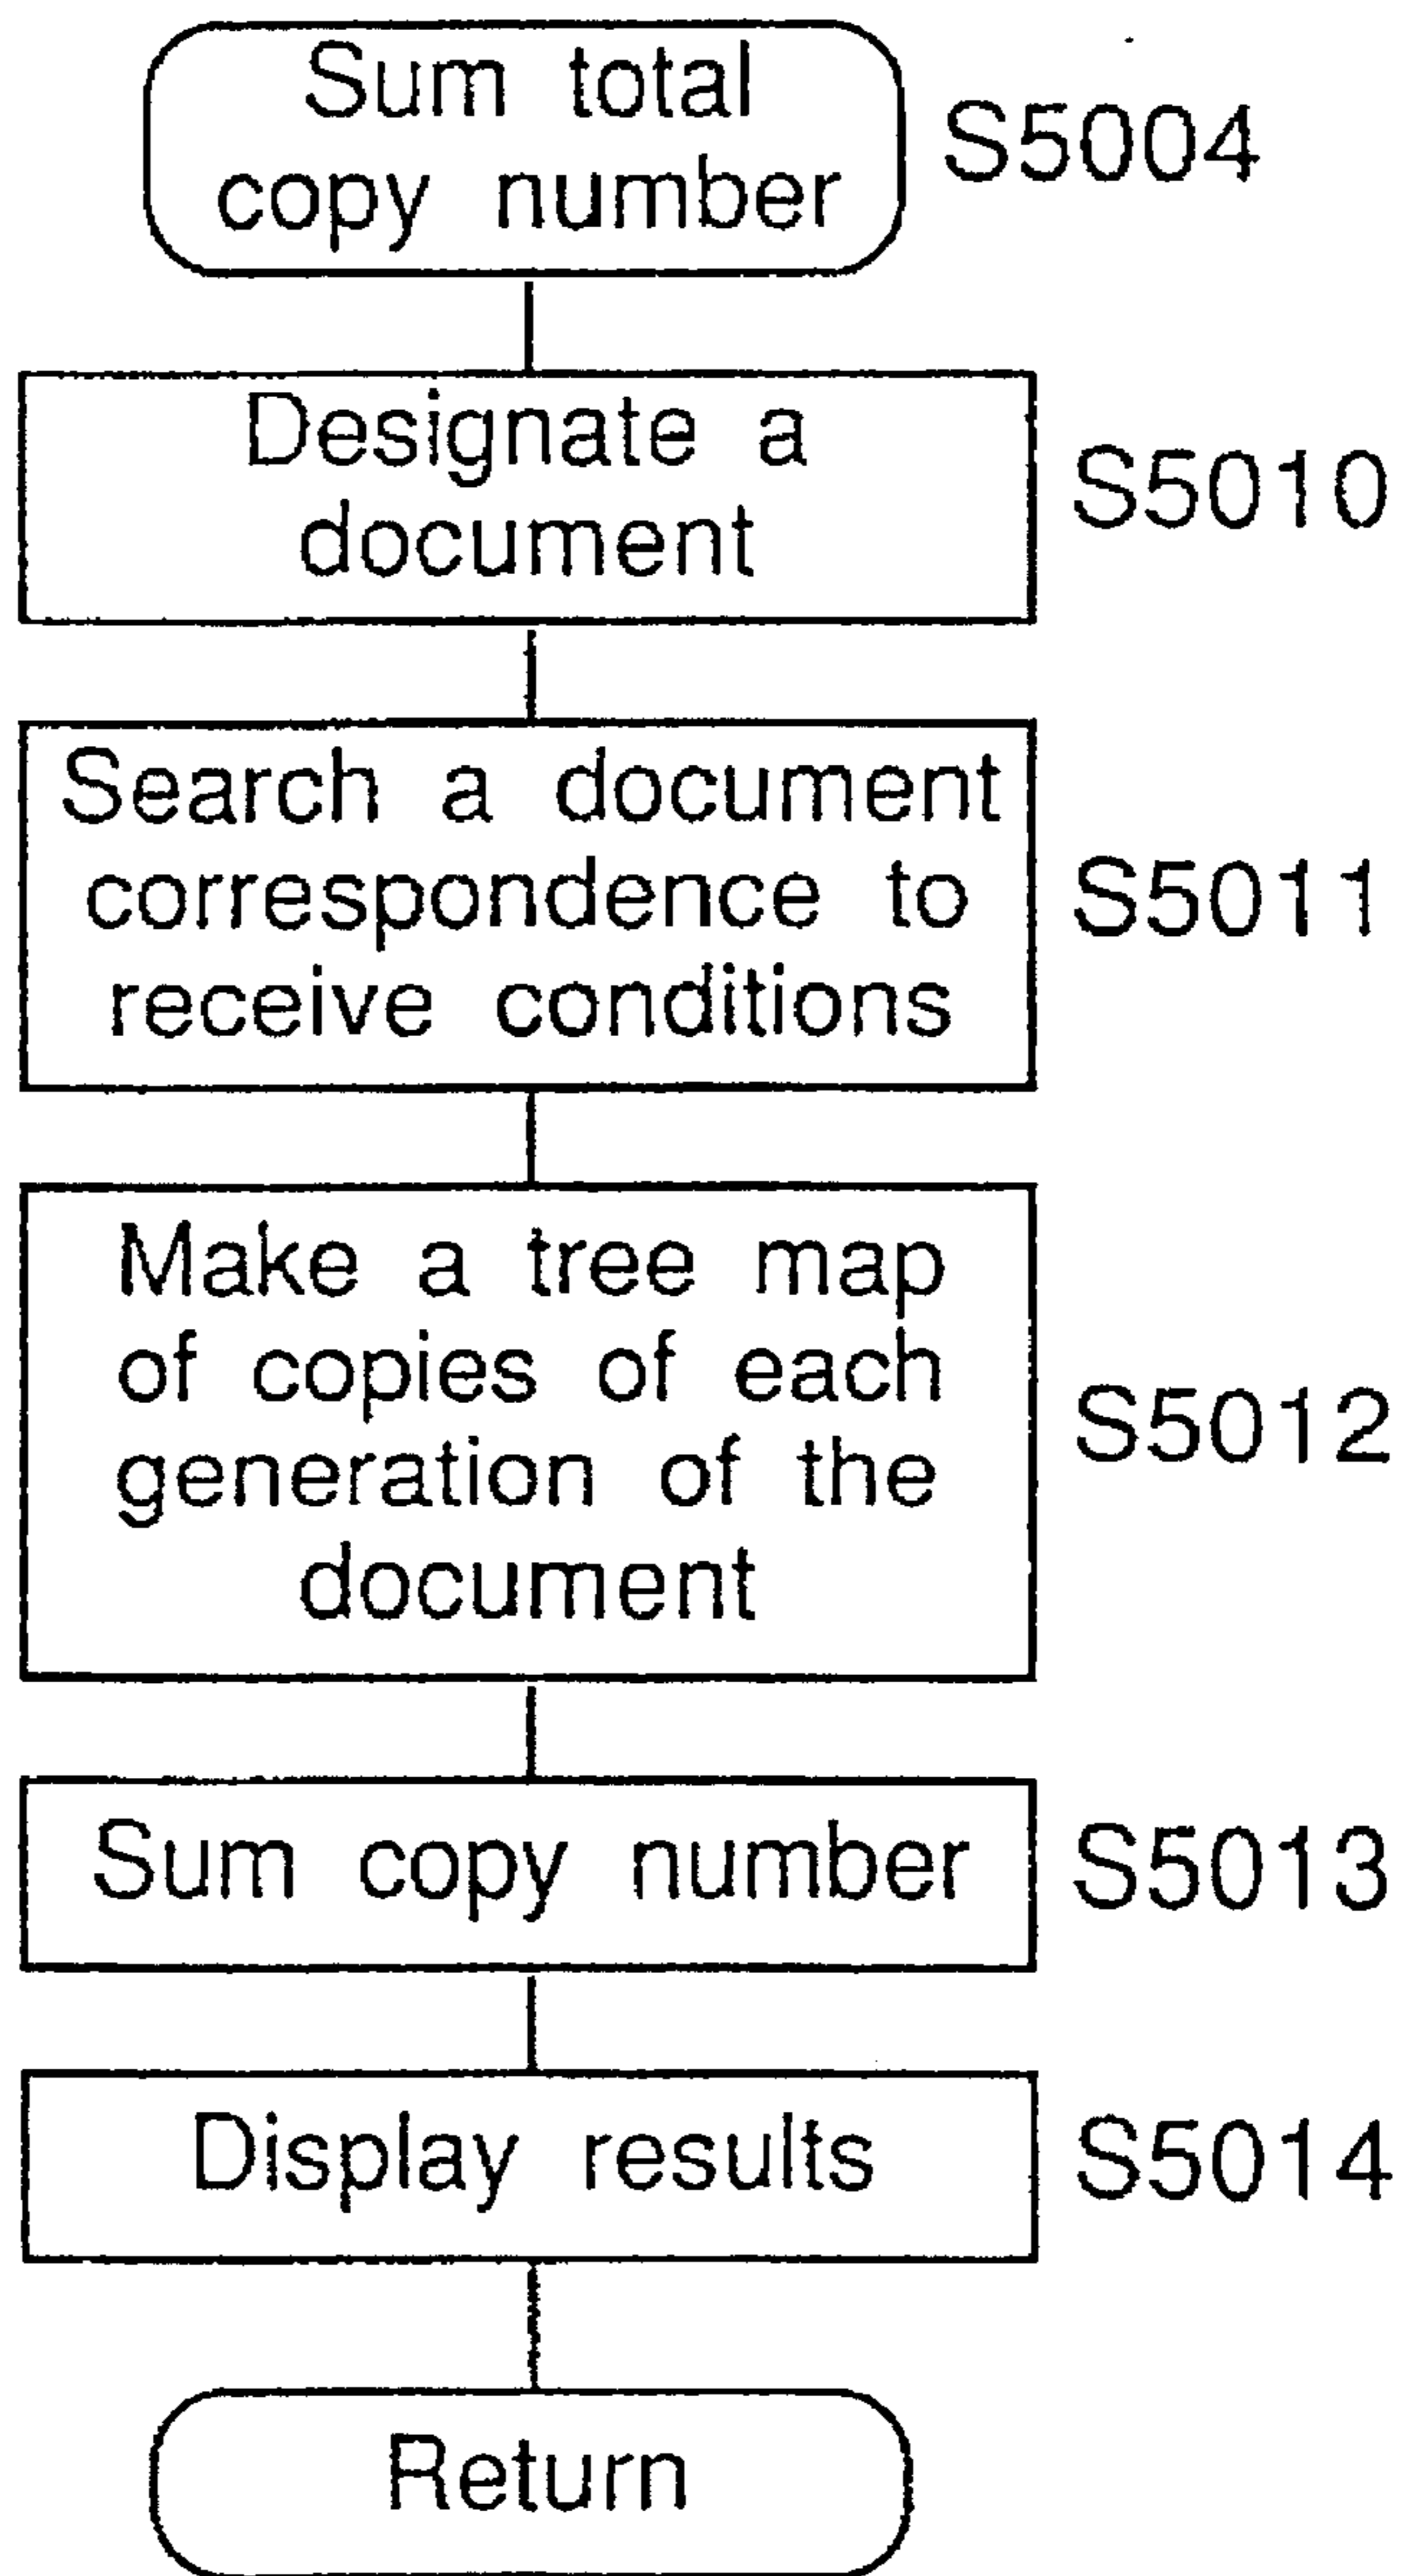 Sum total
copy number
S5004
Designate a
document
S5010
Search a document
correspondence to
receive conditions
S5011
Make a tree map
of copies of each
generation of the
document
S5012
Sum copy number
S5013
Display results
S5014
Return